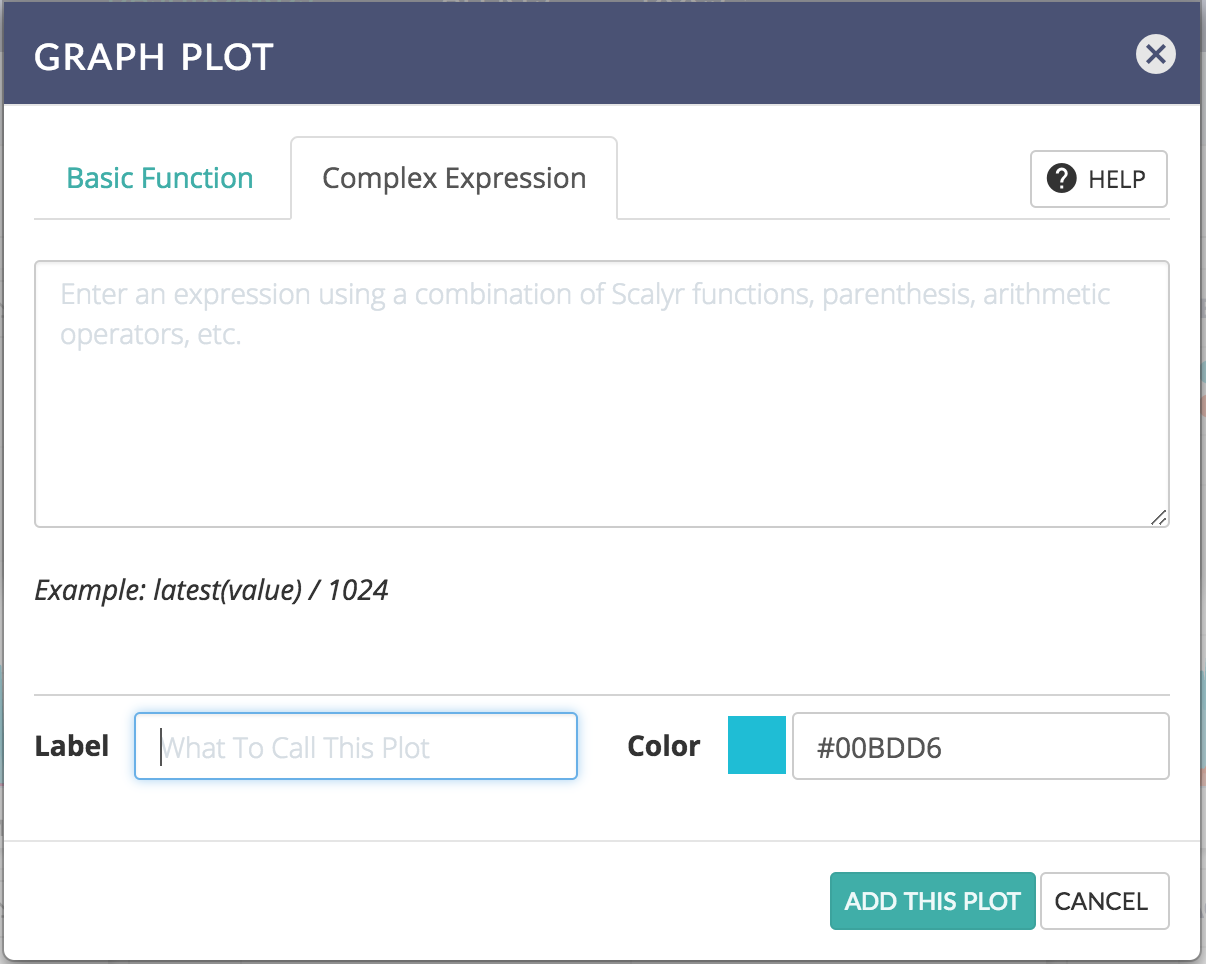 GRAPH PLOT
Basic Function
Complex Expression
HELP
Enter an expression using a combination of Scalyr functions, parenthesis, arithmetic
operators, etc.
Example: latest(value) / 1024
Label
What To Call This Plot
Color
#00BDD6
ADD THIS PLOT
CANCEL